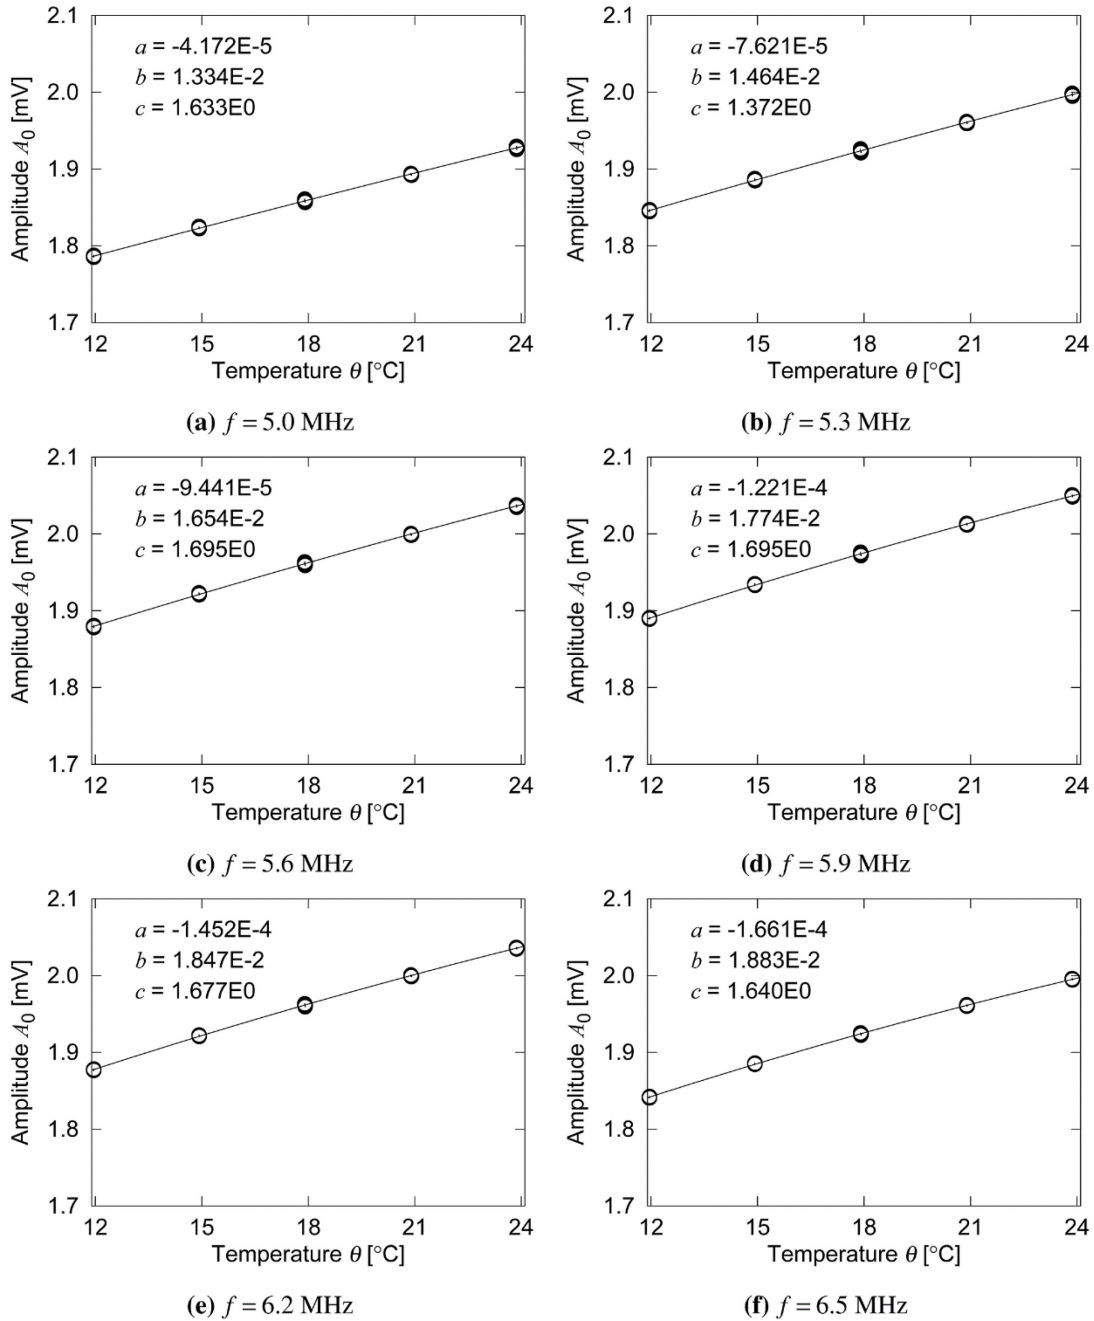 2.1
2.0
1.9
1.8
1.7
Amplitude A0 [mV]
a = -4.172E-5
b = 1.334E-2
c = 1.633E0
12 15 18 21 24
Temperature θ [°C]
(a) f = 5.0 MHz
2.1
2.0
1.9
1.8
1.7
Amplitude A0 [mV]
a = -7.621E-5
b = 1.464E-2
c = 1.372E0
12 15 18 21 24
Temperature θ [°C]
(b) f = 5.3 MHz
2.1
2.0
1.9
1.8
1.7
Amplitude A0 [mV]
a = -9.441E-5
b = 1.654E-2
c = 1.695E0
12 15 18 21 24
Temperature θ [°C]
(c) f = 5.6 MHz
2.1
2.0
1.9
1.8
1.7
Amplitude A0 [mV]
a = -1.221E-4
b = 1.774E-2
c = 1.695E0
12 15 18 21 24
Temperature θ [°C]
(d) f = 5.9 MHz
2.1
2.0
1.9
1.8
1.7
Amplitude A0 [mV]
a = -1.452E-4
b = 1.847E-2
c = 1.677E0
12 15 18 21 24
Temperature θ [°C]
(e) f = 6.2 MHz
2.1
2.0
1.9
1.8
1.7
Amplitude A0 [mV]
a = -1.661E-4
b = 1.883E-2
c = 1.640E0
12 15 18 21 24
Temperature θ [°C]
(f) f = 6.5 MHz